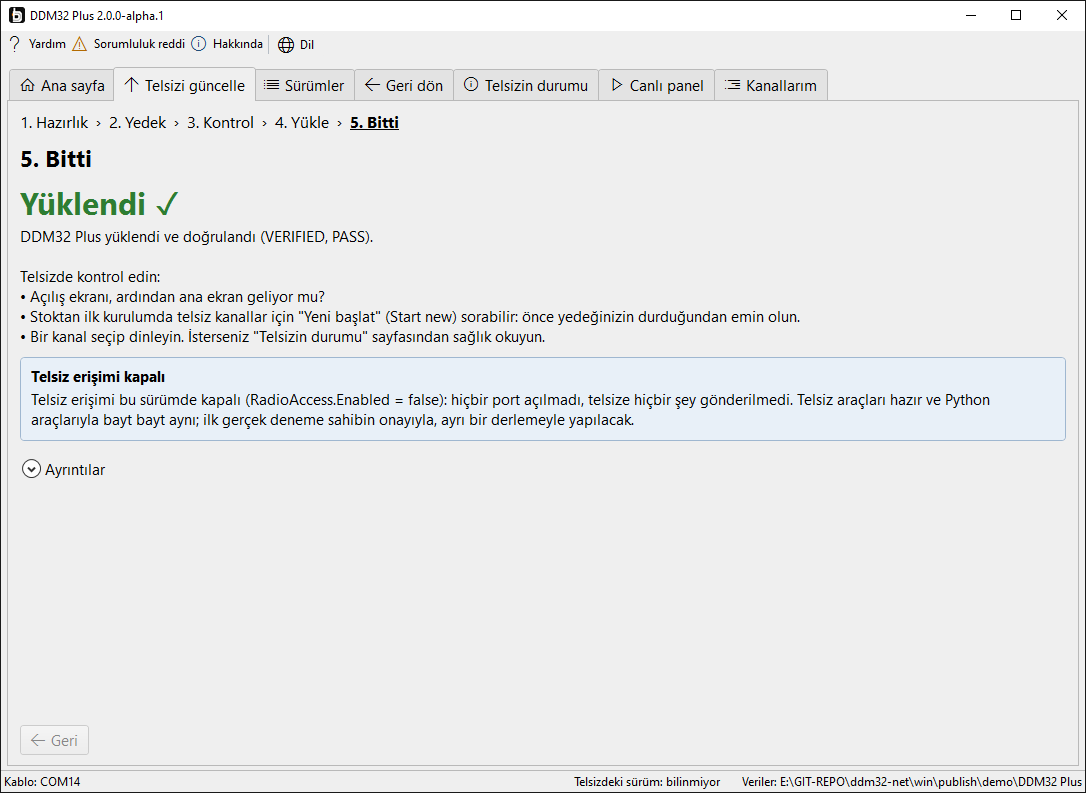 DDM32 Plus 2.0.0-alpha.1
? Yardım Sorumluluk reddi Hakkında Dil
Ana sayfa Telsizi güncelle Sürümler Geri dön Telsizin durumu Canlı panel Kanallarım
1. Hazırlık › 2. Yedek › 3. Kontrol › 4. Yükle › 5. Bitti
5. Bitti
Yüklendi ✓
DDM32 Plus yüklendi ve doğrulandı (VERIFIED, PASS).
Telsizde kontrol edin:
• Açılış ekranı, ardından ana ekran geliyor mu?
• Stoktan ilk kurulumda telsiz kanallar için "Yeni başlat" (Start new) sorabilir: önce yedeğinizin durduğundan emin olun.
• Bir kanal seçip dinleyin. İsterseniz "Telsizin durumu" sayfasından sağlık okuyun.
Telsiz erişimi kapalı
Telsiz erişimi bu sürümde kapalı (RadioAccess.Enabled = false): hiçbir port açılmadı, telsize hiçbir şey gönderilmedi. Telsiz araçları hazır ve Python
araçlarıyla bayt bayt aynı; ilk gerçek deneme sahibin onayıyla, ayrı bir derlemeyle yapılacak.
Ayrıntılar
Geri
Kablo: COM14 Telsizdeki sürüm: bilinmiyor Veriler: E:\GIT-REPO\ddm32-net\win\publish\demo\DDM32 Plus